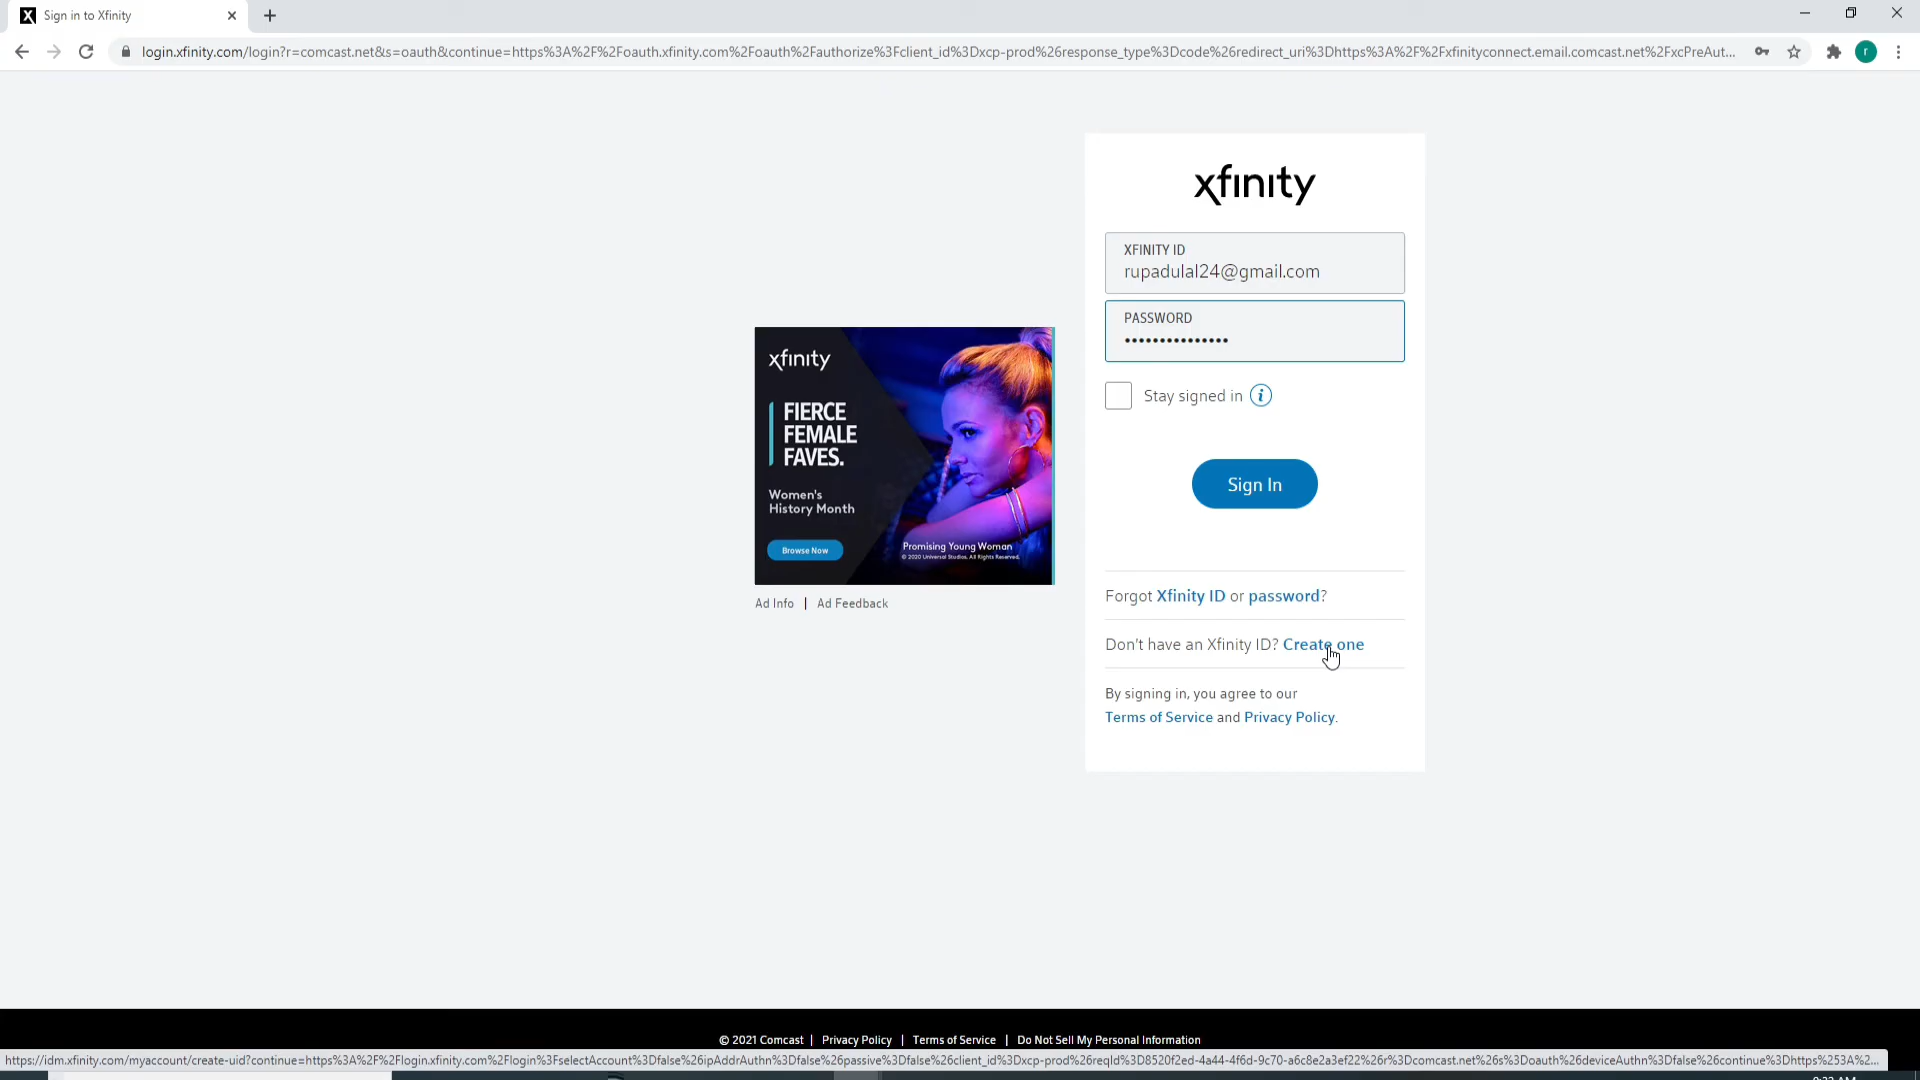 Sign in to Xfinity
login.xfinity.com/login?r=comcast.net&s=oauth&continue=https%3A%2F%2Foauth.xfinity.com%2Foauth%2Fauthorize%3Fclient_id%3Dxcp-prod%26response_type%3Dcode%26redirect_uri%3Dhttps%3A%2F%2Fxfinityconnect.email.comcast.net%2FxcPreAut...
r
xfinity
XFINITY ID
rupadulal24@gmail.com
PASSWORD
•••••••••••••••
Stay signed in i
Sign In
Forgot Xfinity ID or password?
Don't have an Xfinity ID? Create one
By signing in, you agree to our
Terms of Service and Privacy Policy.
xfinity
FIERCE
FEMALE
FAVES.
Women's
History Month
Browse Now
Promising Young Woman
© 2020 Universal Studios. All Rights Reserved.
Ad Info | Ad Feedback
© 2021 Comcast | Privacy Policy | Terms of Service | Do Not Sell My Personal Information
https://idm.xfinity.com/myaccount/create-uid?continue=https%3A%2F%2Flogin.xfinity.com%2Flogin%3FselectAccount%3Dfalse%26ipAddrAuthn%3Dfalse%26passive%3Dfalse%26client_id%3Dxcp-prod%26reqId%3D8520f2ed-4a44-4f6d-9c70-a6c8e2a3ef22%26r%3Dcomcast.net%26s%3Doauth%26deviceAuthn%3Dfalse%26continue%3Dhttps%253A%2...